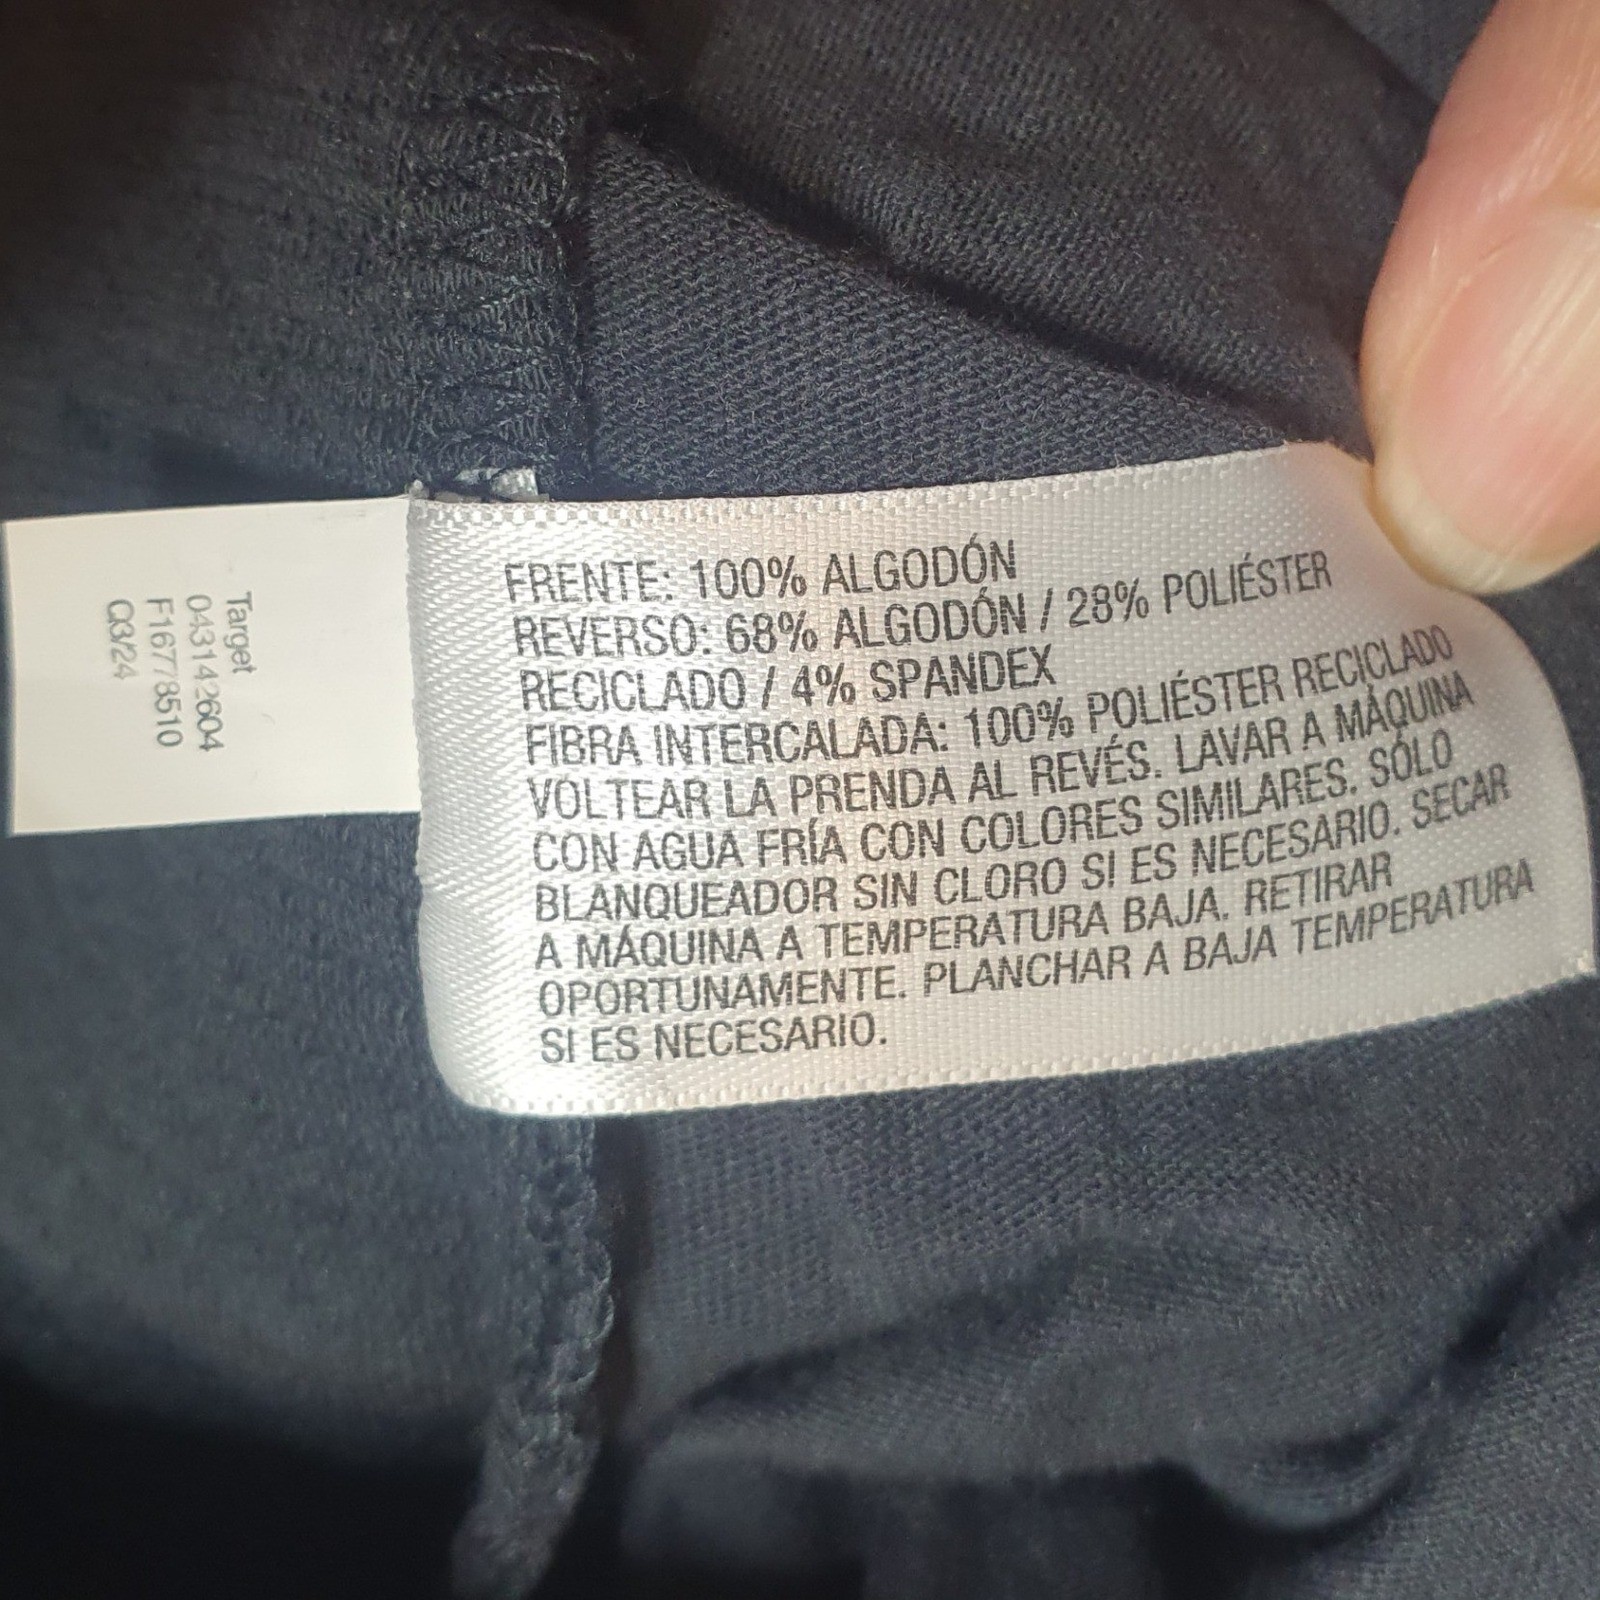 Target
043142604
F16778510
Q3/24
FRENTE: 100% ALGODÓN
REVERSO: 68% ALGODÓN / 28% POLIÉSTER
RECICLADO / 4% SPANDEX
FIBRA INTERCALADA: 100% POLIÉSTER RECICLADO
VOLTEAR LA PRENDA AL REVÉS. LAVAR A MÁQUINA
CON AGUA FRÍA CON COLORES SIMILARES. SÓLO
BLANQUEADOR SIN CLORO SI ES NECESARIO. SECAR
A MÁQUINA A TEMPERATURA BAJA. RETIRAR
OPORTUNAMENTE. PLANCHAR A BAJA TEMPERATURA
SI ES NECESARIO.